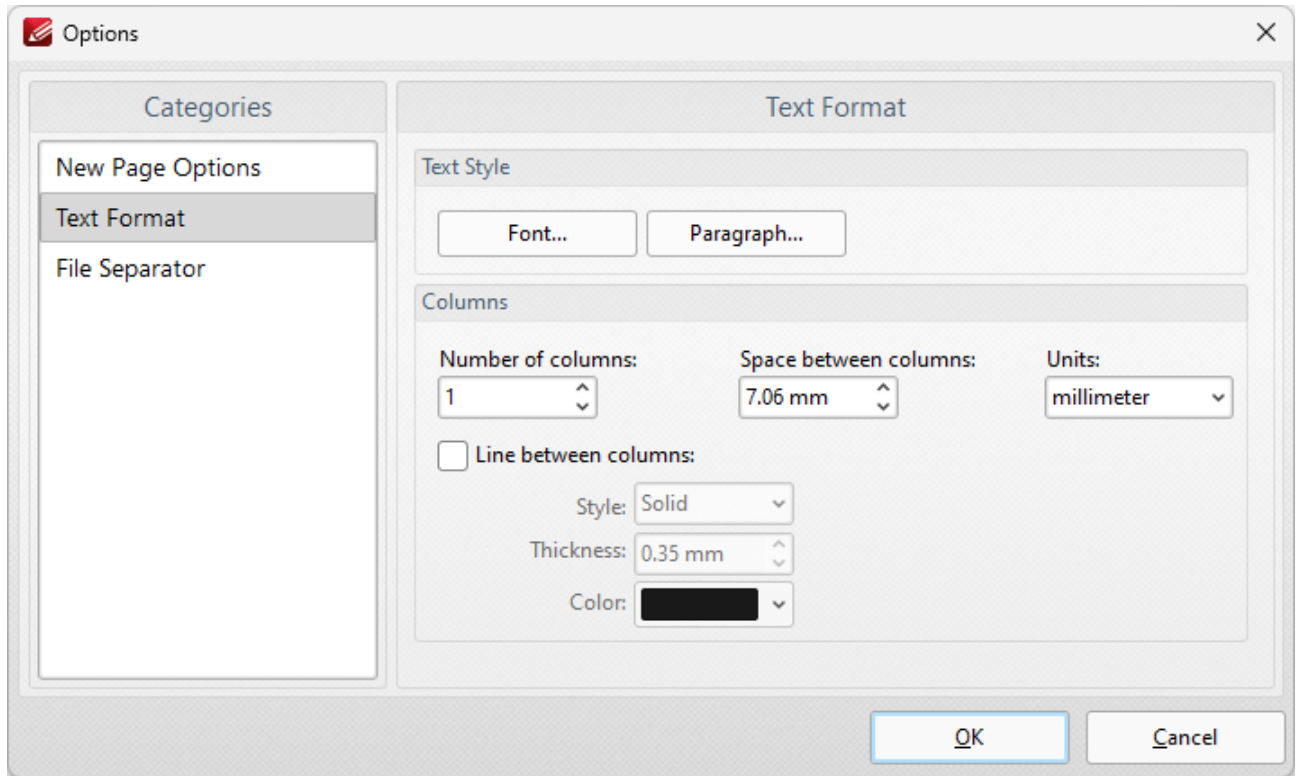 Options
Categories
New Page Options
Text Format
File Separator
Text Format
Text Style
Font... Paragraph...
Columns
Number of columns: Space between columns: Units:
1 7.06 mm millimeter
Line between columns:
Style: Solid
Thickness: 0.35 mm
Color:
OK Cancel